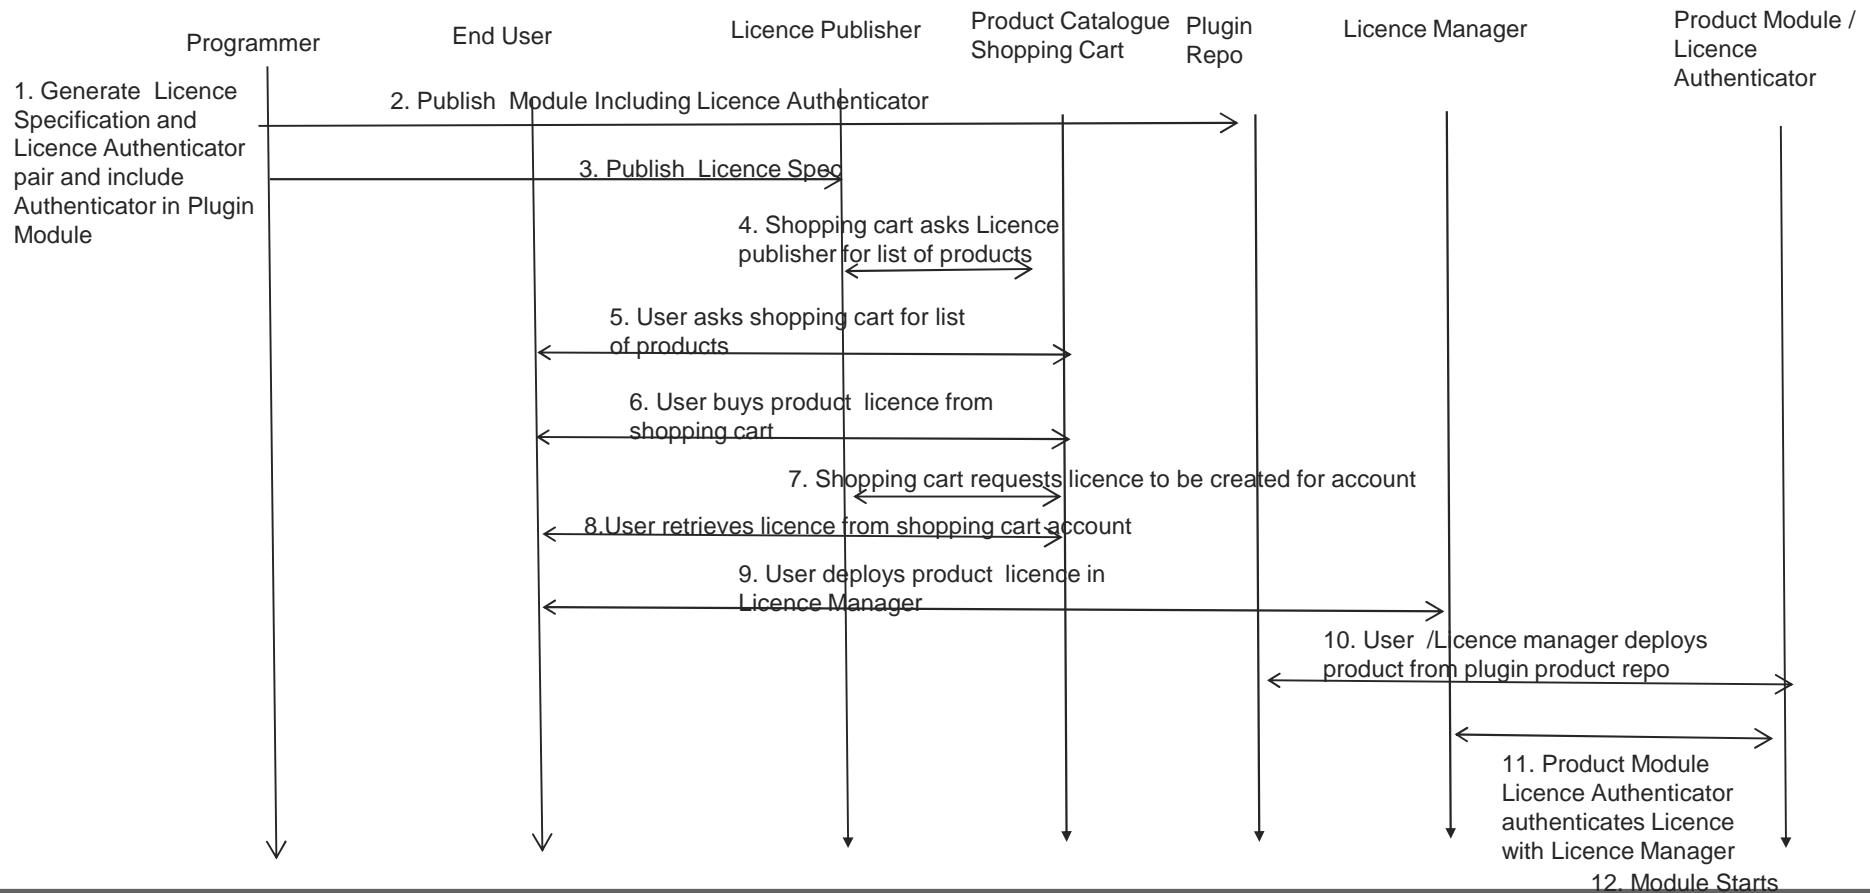 Programmer
End User
Licence Publisher
Product Catalogue
Shopping Cart
Plugin
Repo
Licence Manager
Product Module /
Licence
Authenticator
1. Generate Licence
Specification and
Licence Authenticator
pair and include
Authenticator in Plugin
Module
2. Publish Module Including Licence Authenticator
3. Publish Licence Spec
4. Shopping cart asks Licence
publisher for list of products
5. User asks shopping cart for list
of products
6. User buys product licence from
shopping cart
7. Shopping cart requests licence to be created for account
8.User retrieves licence from shopping cart account
9. User deploys product licence in
Licence Manager
10. User /Licence manager deploys
product from plugin product repo
11. Product Module
Licence Authenticator
authenticates Licence
with Licence Manager
12. Module Starts